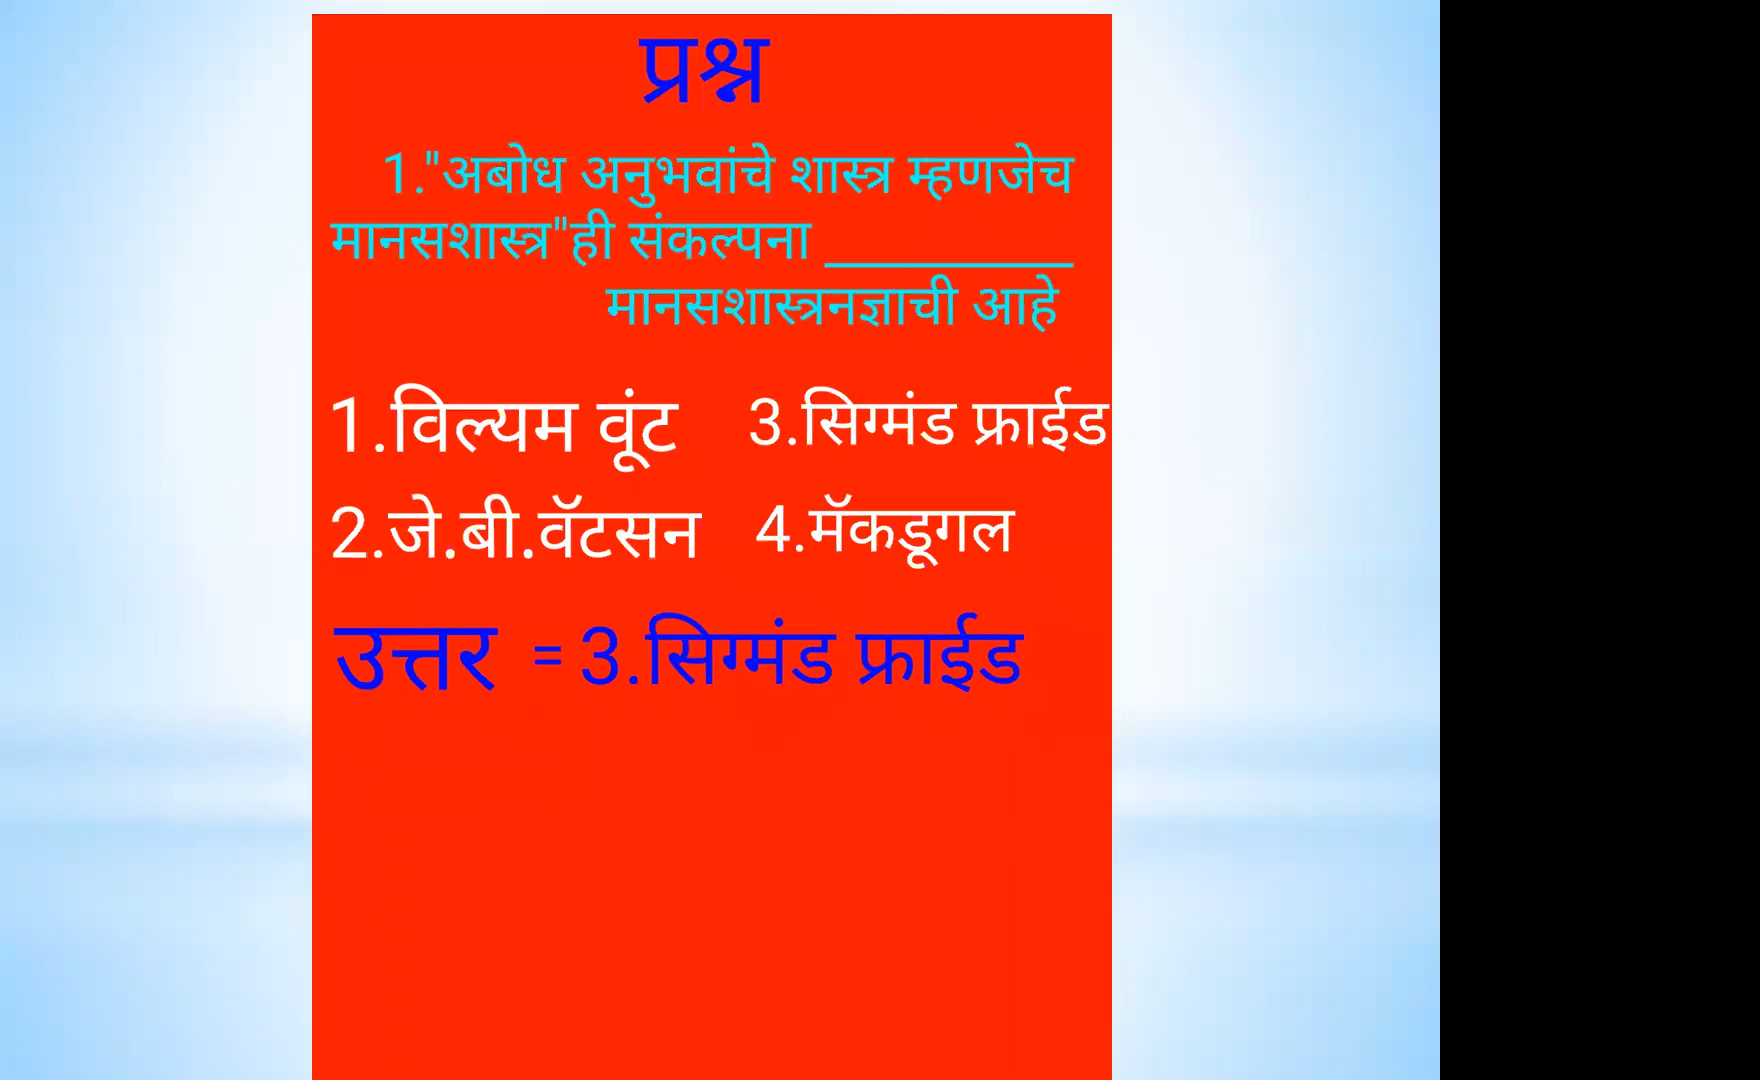 प्रश्न
1."अबोध अनुभवांचे शास्त्र म्हणजेच
मानसशास्त्र"ही संकल्पना _________
मानसशास्त्रनज्ञाची आहे
1.विल्यम वूंट 3.सिग्मंड फ्राईड
2.जे.बी.वॅटसन 4.मॅकडूगल
उत्तर = 3.सिग्मंड फ्राईड